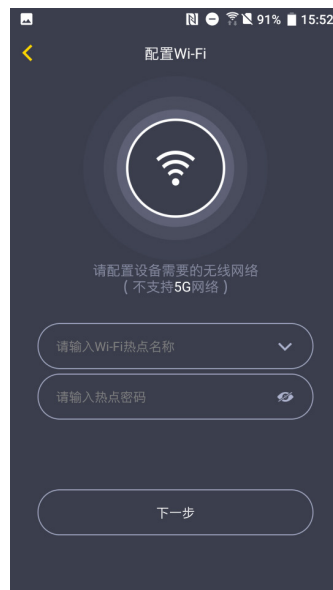 91% 15:52
配置Wi-Fi
请配置设备需要的无线网络
（不支持5G网络）
请输入Wi-Fi热点名称
请输入热点密码
下一步